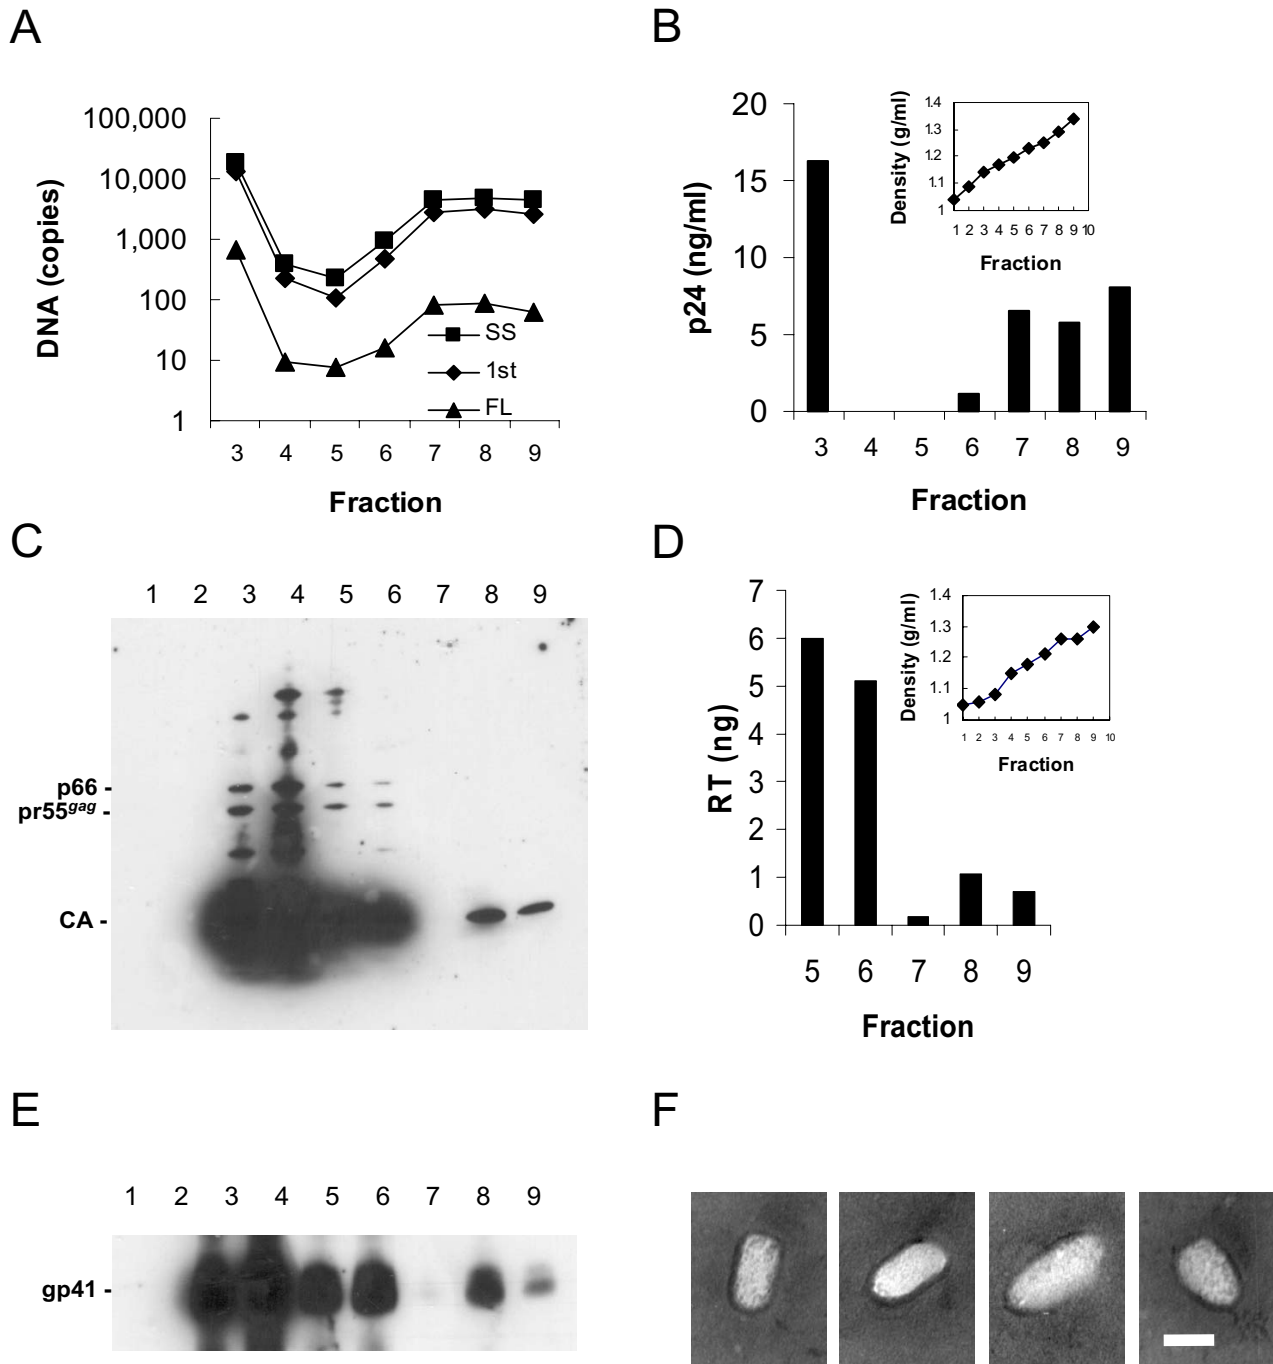 A
100,000
10,000
1,000
100
10
1
DNA (copies)
SS
1st
FL
3 4 5 6 7 8 9
Fraction
B
20
15
10
5
0
p24 (ng/ml)
1.4
1.3
1.2
1.1
1
Density (g/ml)
1 2 3 4 5 6 7 8 9 10
Fraction
3 4 5 6 7 8 9
Fraction
C
1 2 3 4 5 6 7 8 9
p66 -
pr55gag -
CA -
D
7
6
5
4
3
2
1
0
RT (ng)
1.4
1.3
1.2
1.1
1
Density (g/ml)
1 2 3 4 5 6 7 8 9 10
Fraction
5 6 7 8 9
Fraction
E
1 2 3 4 5 6 7 8 9
gp41 -
F